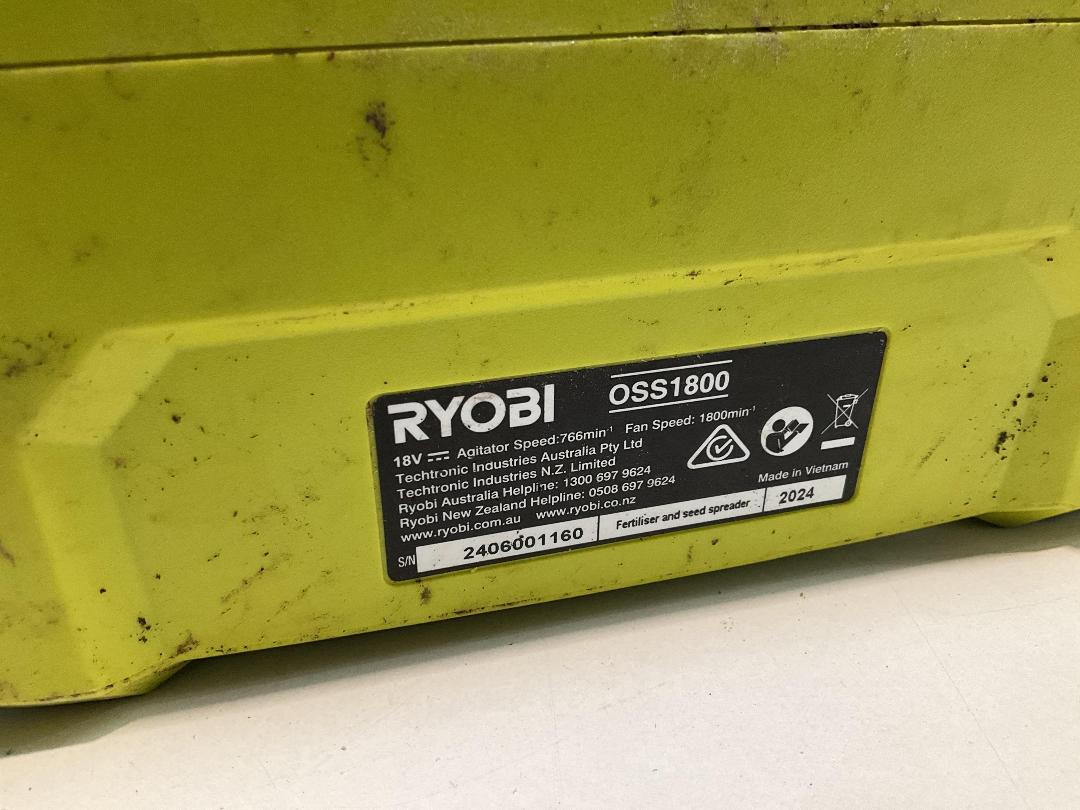 RYOBI OSS1800
18V ⎓ Agitator Speed:766min⁻¹ Fan Speed: 1800min⁻¹
Techtronic Industries Australia Pty Ltd
Techtronic Industries N.Z. Limited
Ryobi Australia Helpline: 1300 697 9624
Ryobi New Zealand Helpline: 0508 697 9624
www.ryobi.com.au www.ryobi.co.nz
Made in Vietnam
S/N 2406001160 Fertiliser and seed spreader 2024